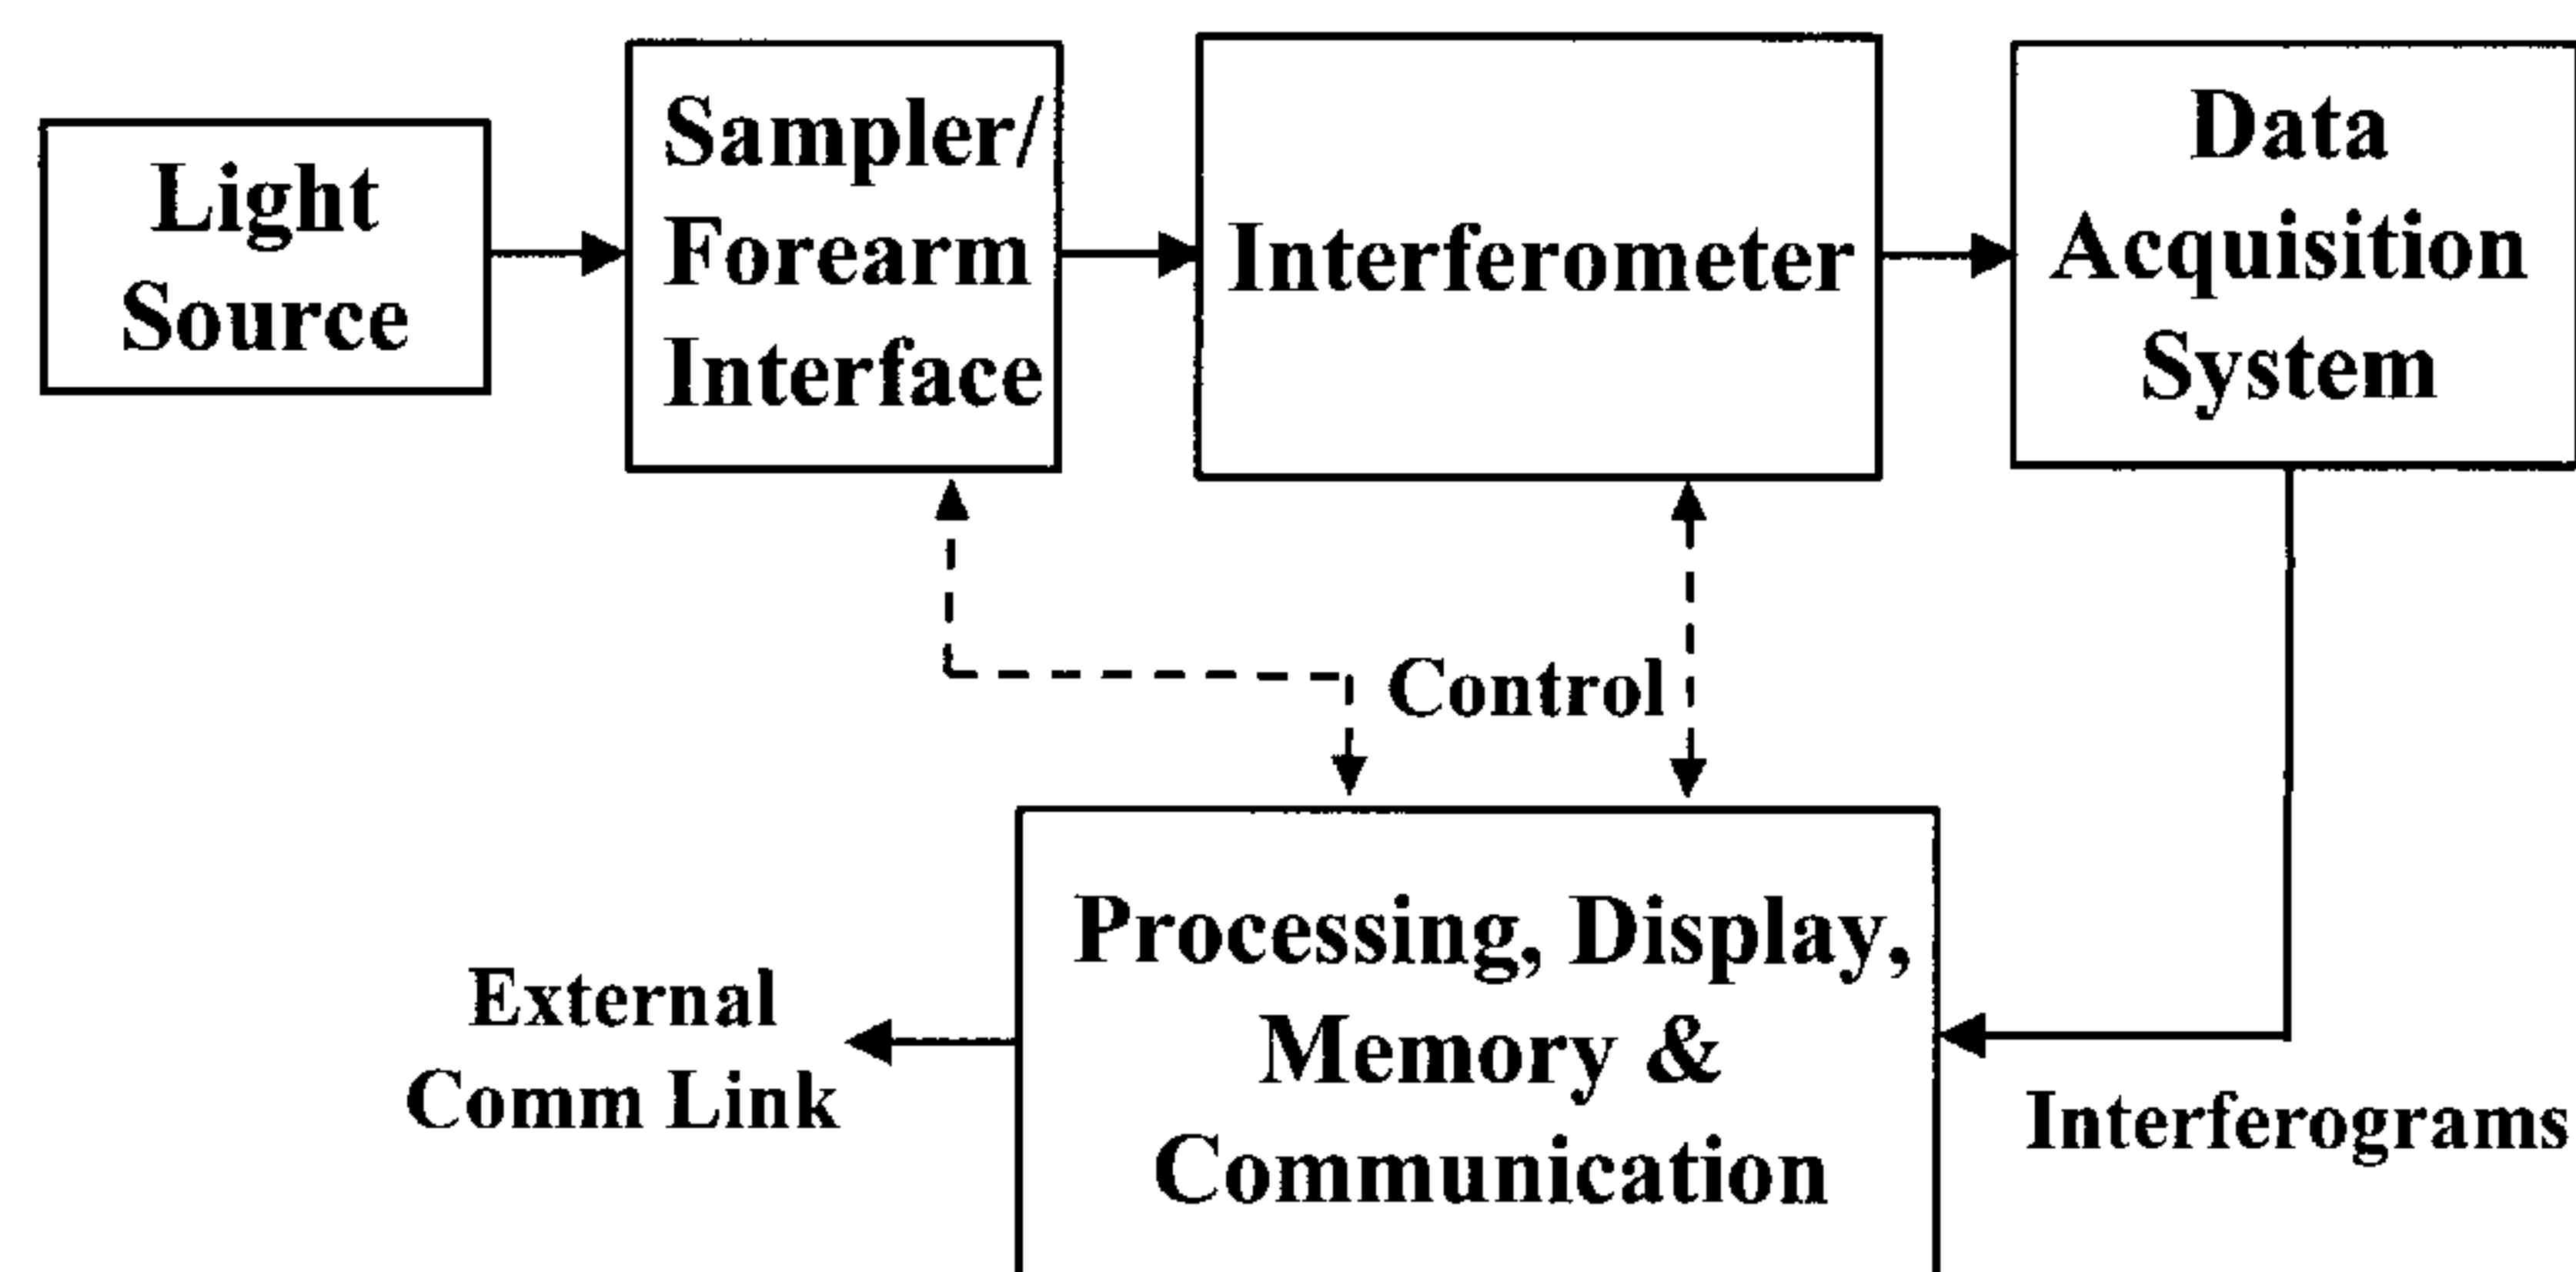 Light
Source
Sampler/
Forearm
Interface
Interferometer
Data
Acquisition
System
Control
Processing, Display,
Memory &
Communication
External
Comm Link
Interferograms